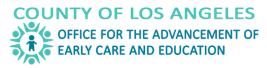 COUNTY OF LOS ANGELES
OFFICE FOR THE ADVANCEMENT OF
EARLY CARE AND EDUCATION